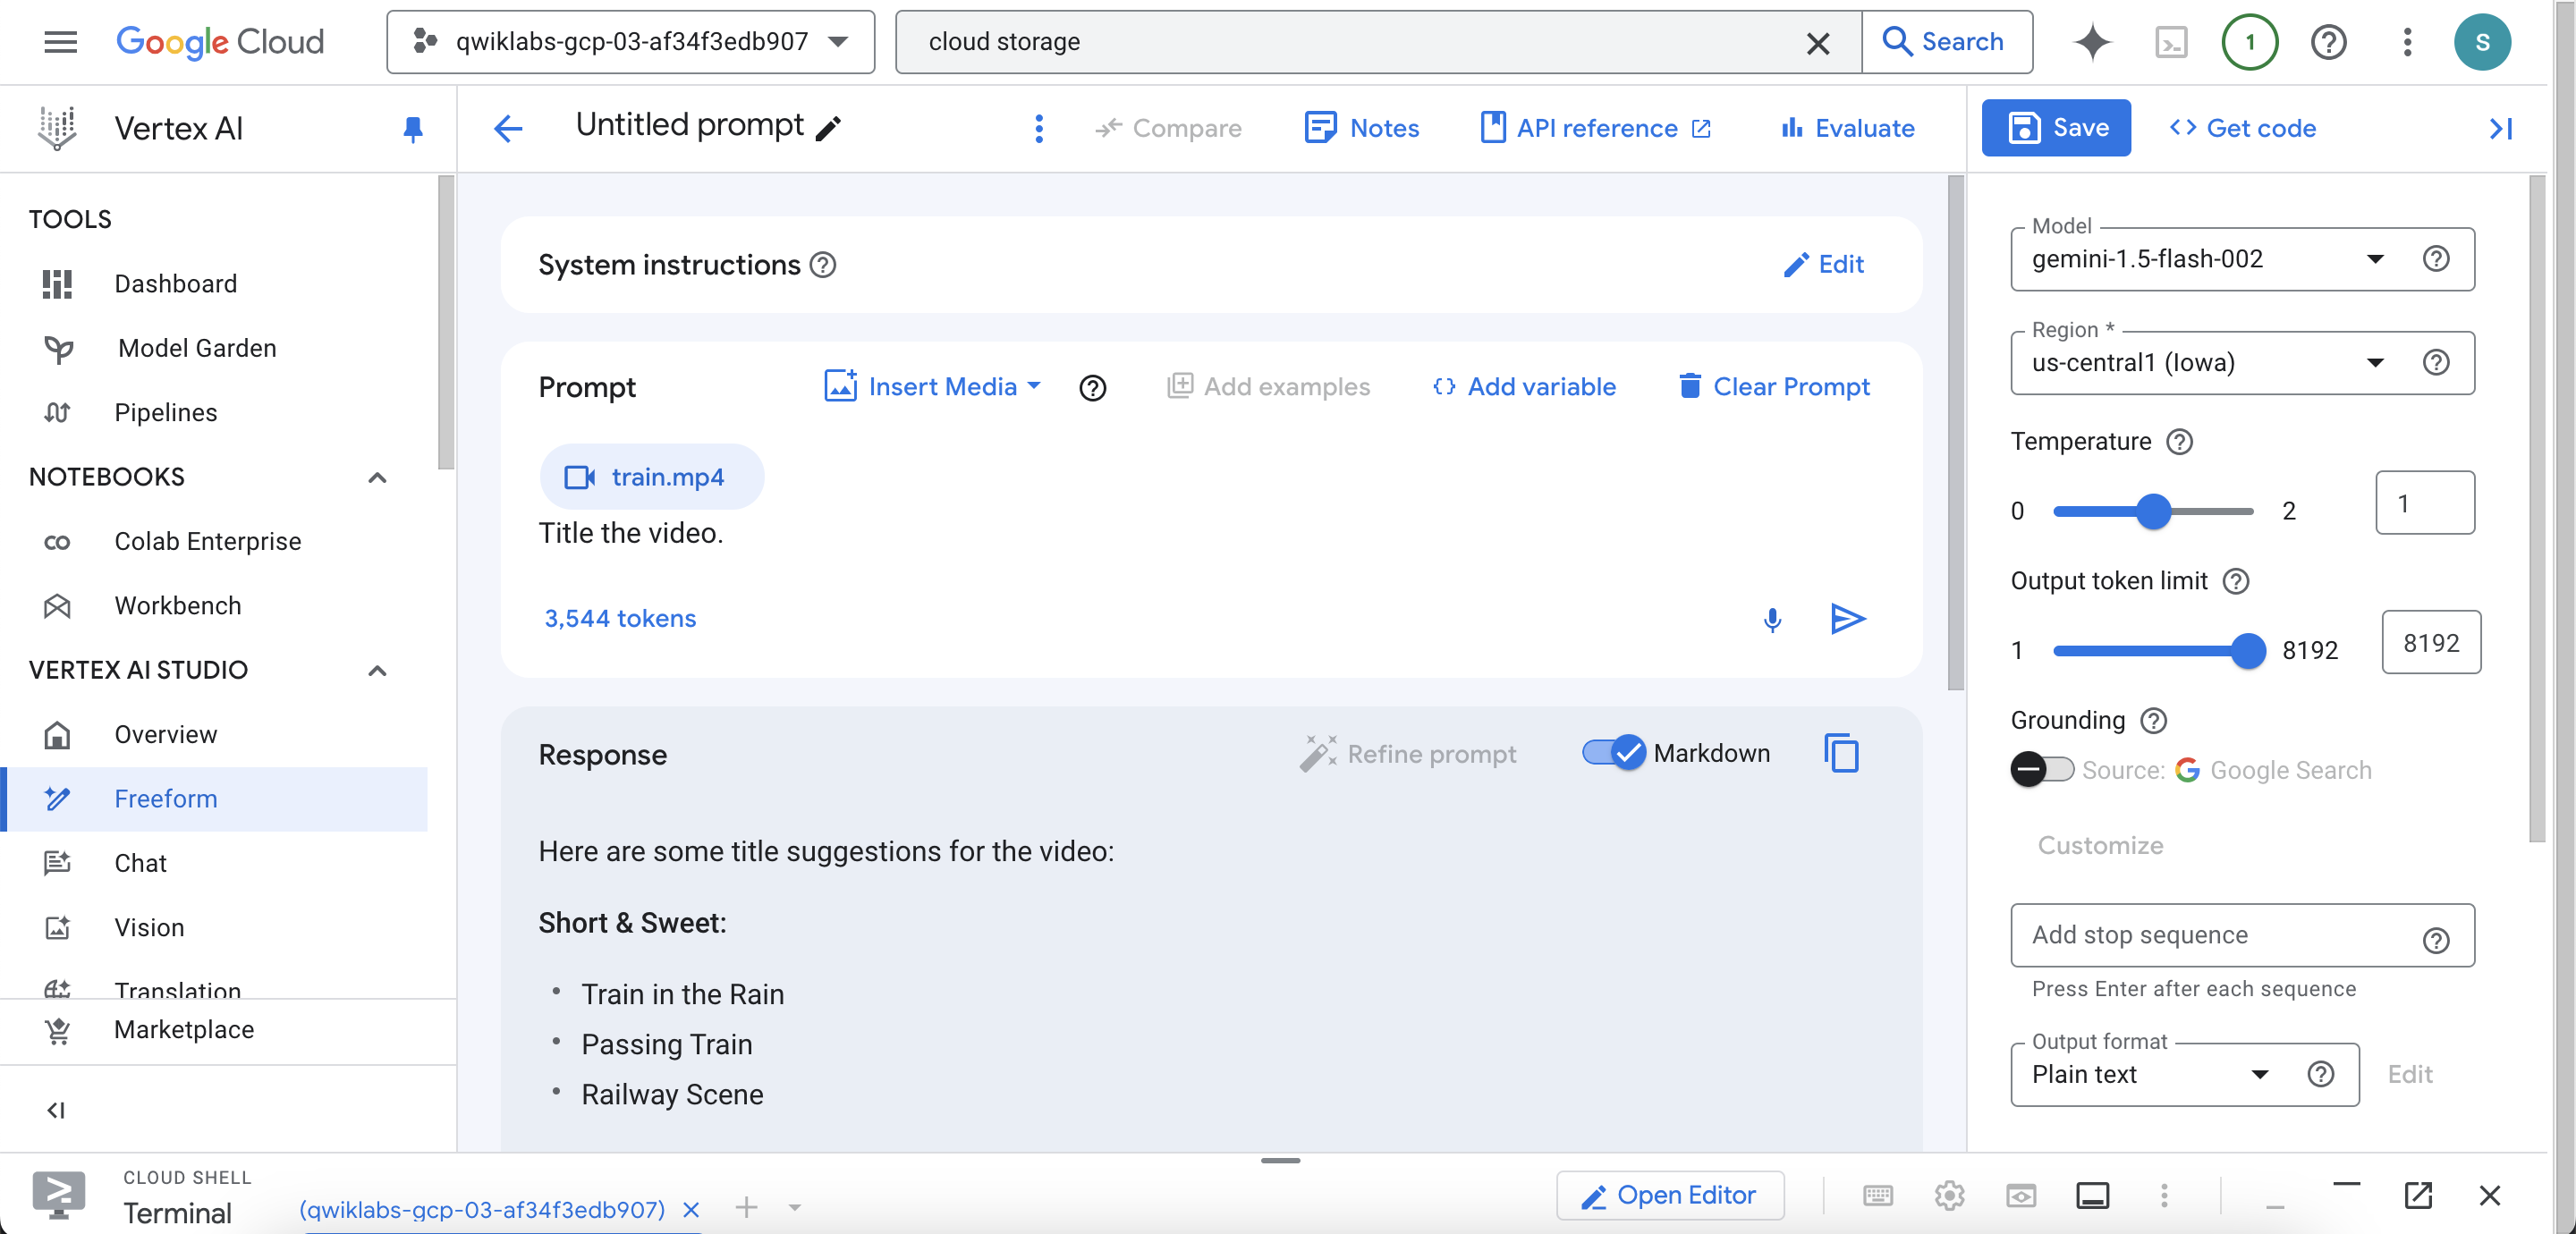 Google Cloud
qwiklabs-gcp-03-af34f3edb907
cloud storage
Search
1
S
Vertex AI
Untitled prompt
Compare
Notes
API reference
Evaluate
Save
Get code
TOOLS
Dashboard
Model Garden
Pipelines
NOTEBOOKS
Colab Enterprise
Workbench
VERTEX AI STUDIO
Overview
Freeform
Chat
Vision
Translation
Marketplace
System instructions
Edit
Prompt
Insert Media
Add examples
Add variable
Clear Prompt
train.mp4
Title the video.
3,544 tokens
Response
Refine prompt
Markdown
Here are some title suggestions for the video:
Short & Sweet:
• Train in the Rain
• Passing Train
• Railway Scene
Model
gemini-1.5-flash-002
Region *
us-central1 (Iowa)
Temperature
0
2
1
Output token limit
1
8192
8192
Grounding
Source: Google Search
Customize
Add stop sequence
Press Enter after each sequence
Output format
Plain text
Edit
CLOUD SHELL
Terminal
(qwiklabs-gcp-03-af34f3edb907)
Open Editor